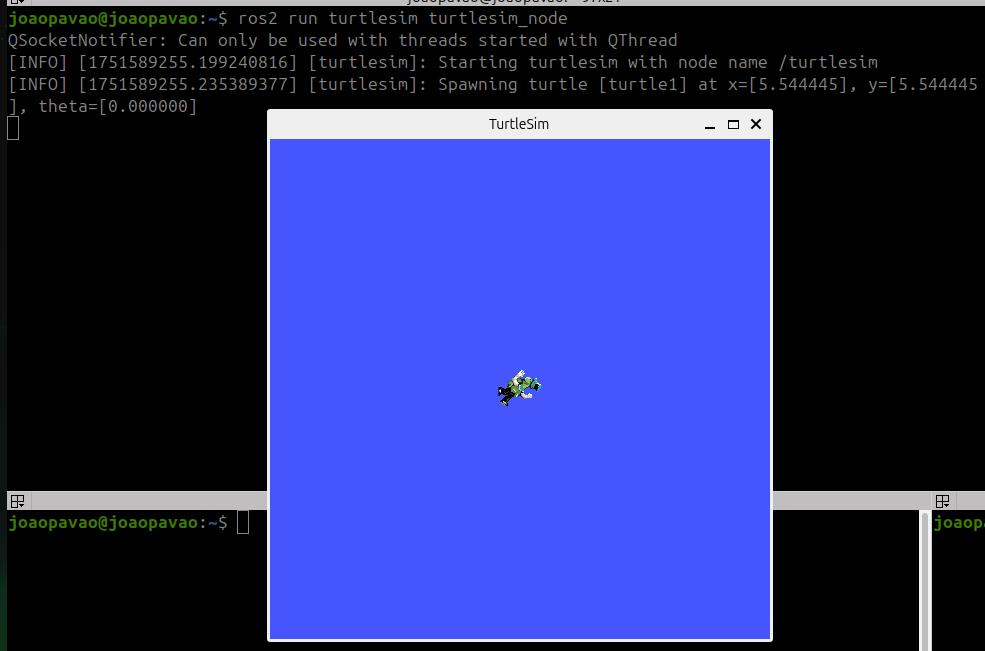 joaopavao@joaopavao:~$ ros2 run turtlesim turtlesim_node
QSocketNotifier: Can only be used with threads started with QThread
[INFO] [1751589255.199240816] [turtlesim]: Starting turtlesim with node name /turtlesim
[INFO] [1751589255.235389377] [turtlesim]: Spawning turtle [turtle1] at x=[5.544445], y=[5.544445
], theta=[0.000000]
TurtleSim
joaopavao@joaopavao:~$
joaop